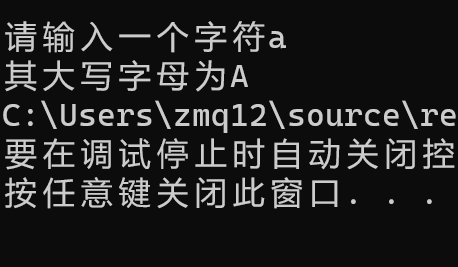 请输入一个字符a
其大写字母为A
C:\Users\zmq12\source\re
要在调试停止时自动关闭控
按任意键关闭此窗口. . .